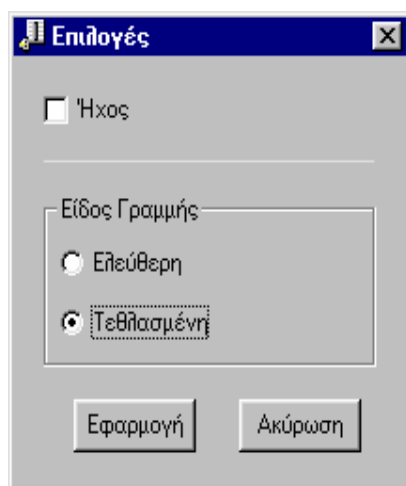 Επιλογές
Ήχος
Είδος Γραμμής
Ελεύθερη
Τεθλασμένη
Εφαρμογή Ακύρωση